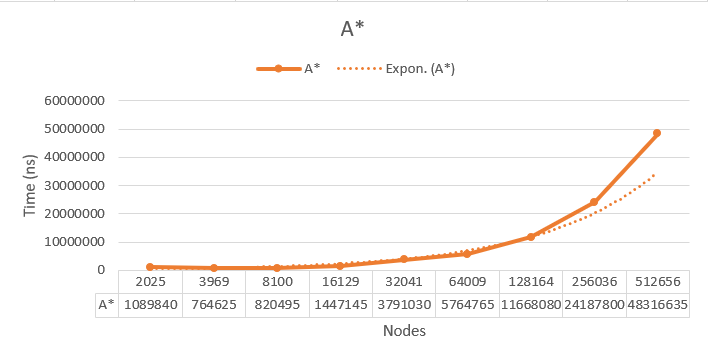 A*
A* Expon. (A*)
60000000
50000000
40000000
30000000
20000000
10000000
0
Time (ns)
2025 3969 8100 16129 32041 64009 128164 256036 512656
A* 1089840 764625 820495 1447145 3791030 5764765 11668080 24187800 48316635
Nodes